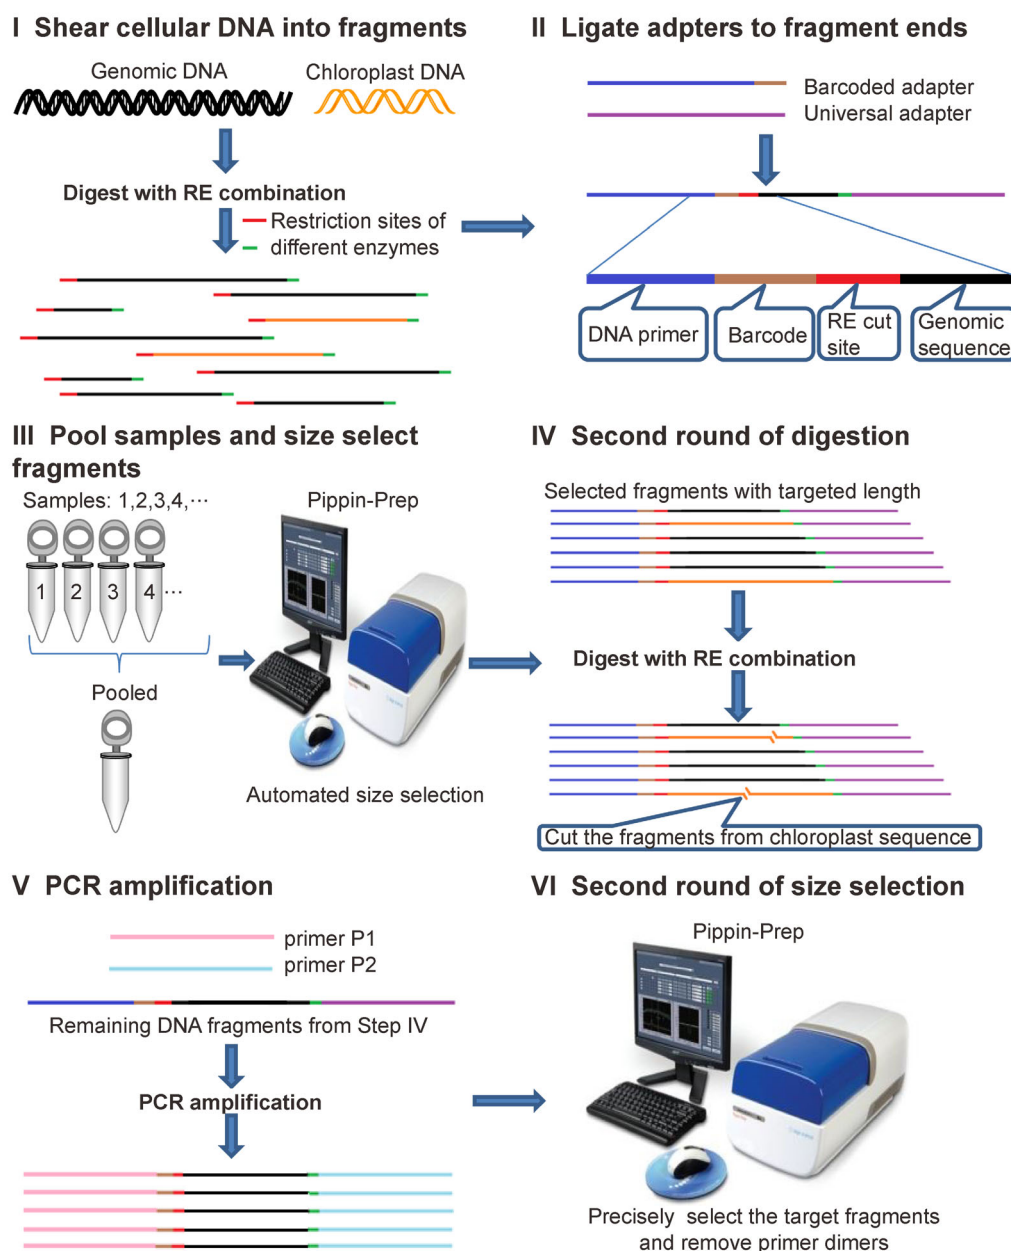 I Shear cellular DNA into fragments
Genomic DNA
Chloroplast DNA
Digest with RE combination
Restriction sites of
different enzymes
II Ligate adpters to fragment ends
Barcoded adapter
Universal adapter
DNA primer
Barcode
RE cut
site
Genomic
sequence
III Pool samples and size select
fragments
Samples: 1,2,3,4,···
Pippin-Prep
1
2
3
4
···
Pooled
Automated size selection
IV Second round of digestion
Selected fragments with targeted length
Digest with RE combination
Cut the fragments from chloroplast sequence
V PCR amplification
primer P1
primer P2
Remaining DNA fragments from Step IV
PCR amplification
VI Second round of size selection
Pippin-Prep
Precisely select the target fragments
and remove primer dimers